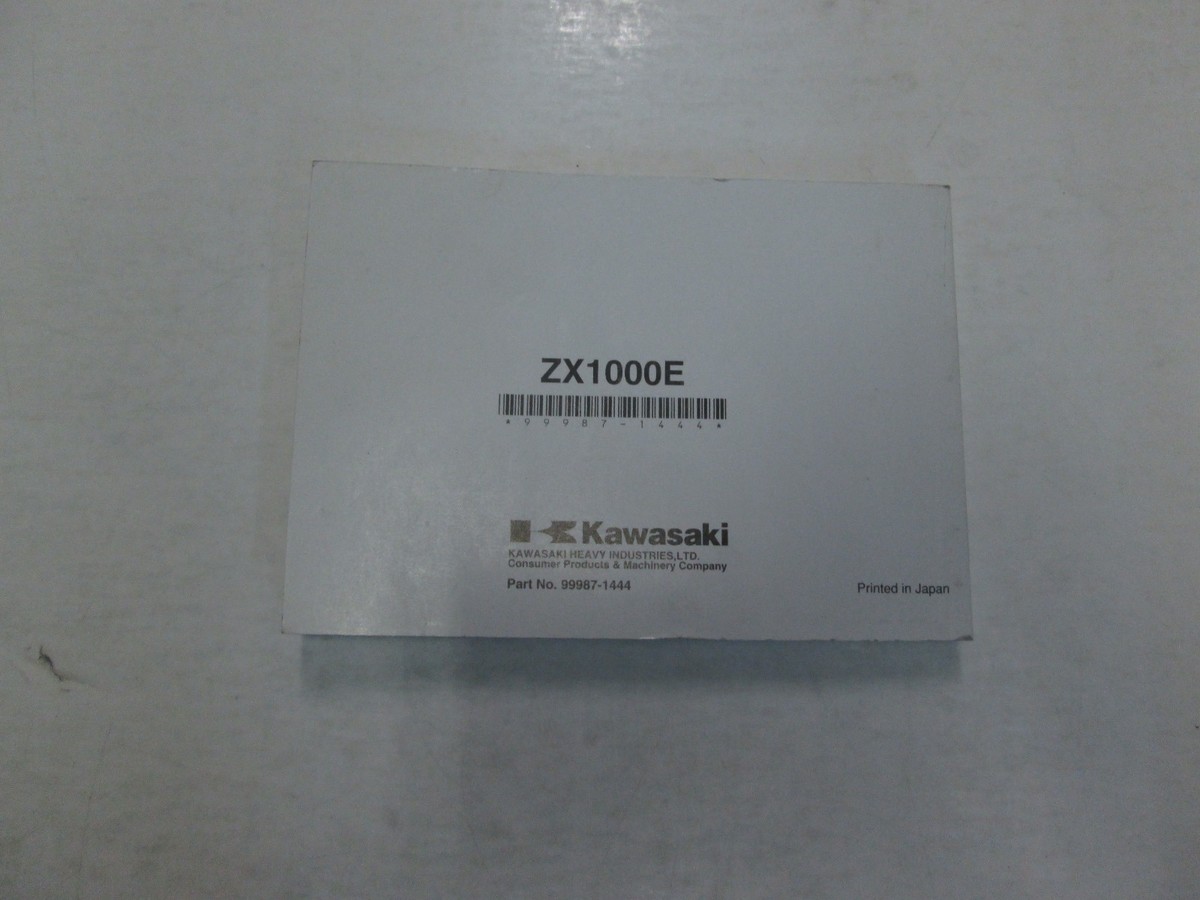 ZX1000E
*99987-1444*
Kawasaki
KAWASAKI HEAVY INDUSTRIES,LTD.
Consumer Products & Machinery Company
Part No. 99987-1444
Printed in Japan